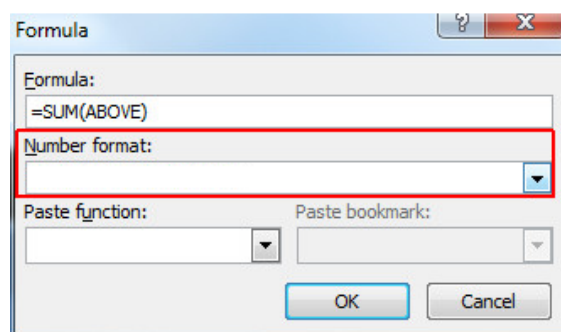 Formula
Formula:
=SUM(ABOVE)
Number format:
Paste function: Paste bookmark:
OK Cancel